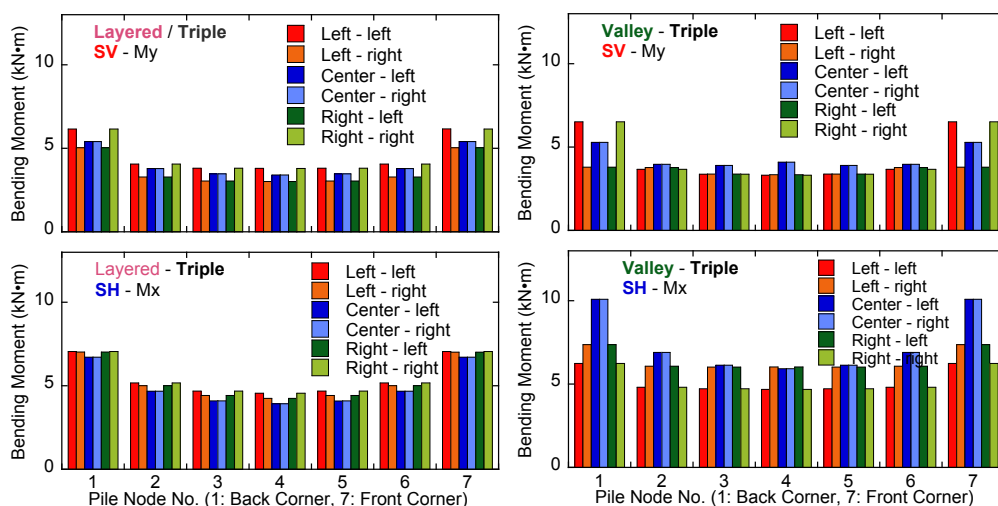 Bending Moment (kN•m)
10
5
0
Layered / Triple
SV - My
Left - left
Left - right
Center - left
Center - right
Right - left
Right - right
Bending Moment (kN•m)
10
5
0
Valley - Triple
SV - My
Left - left
Left - right
Center - left
Center - right
Right - left
Right - right
Bending Moment (kN•m)
10
5
0
Layered - Triple
SH - Mx
Left - left
Left - right
Center - left
Center - right
Right - left
Right - right
1 2 3 4 5 6 7
Pile Node No. (1: Back Corner, 7: Front Corner)
Bending Moment (kN•m)
10
5
0
Valley - Triple
SH - Mx
Left - left
Left - right
Center - left
Center - right
Right - left
Right - right
1 2 3 4 5 6 7
Pile Node No. (1: Back Corner, 7: Front Corner)